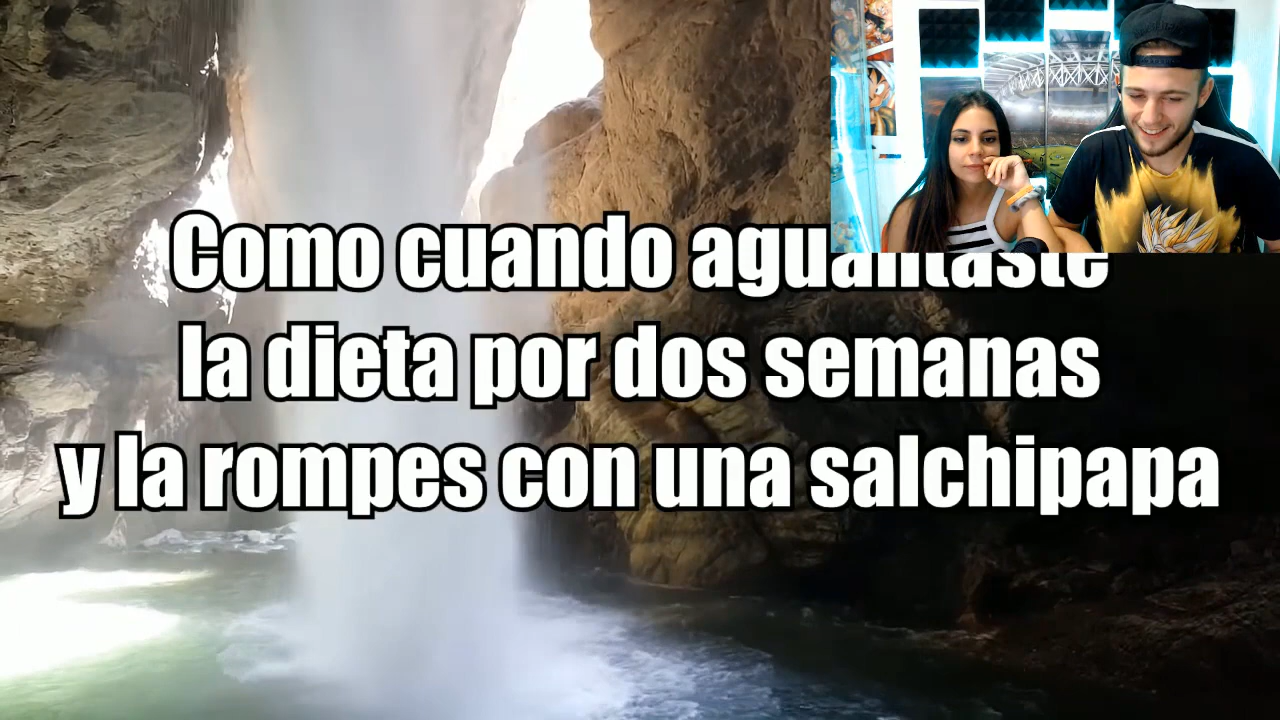 Como cuando aguantaste
la dieta por dos semanas
y la rompes con una salchipapa